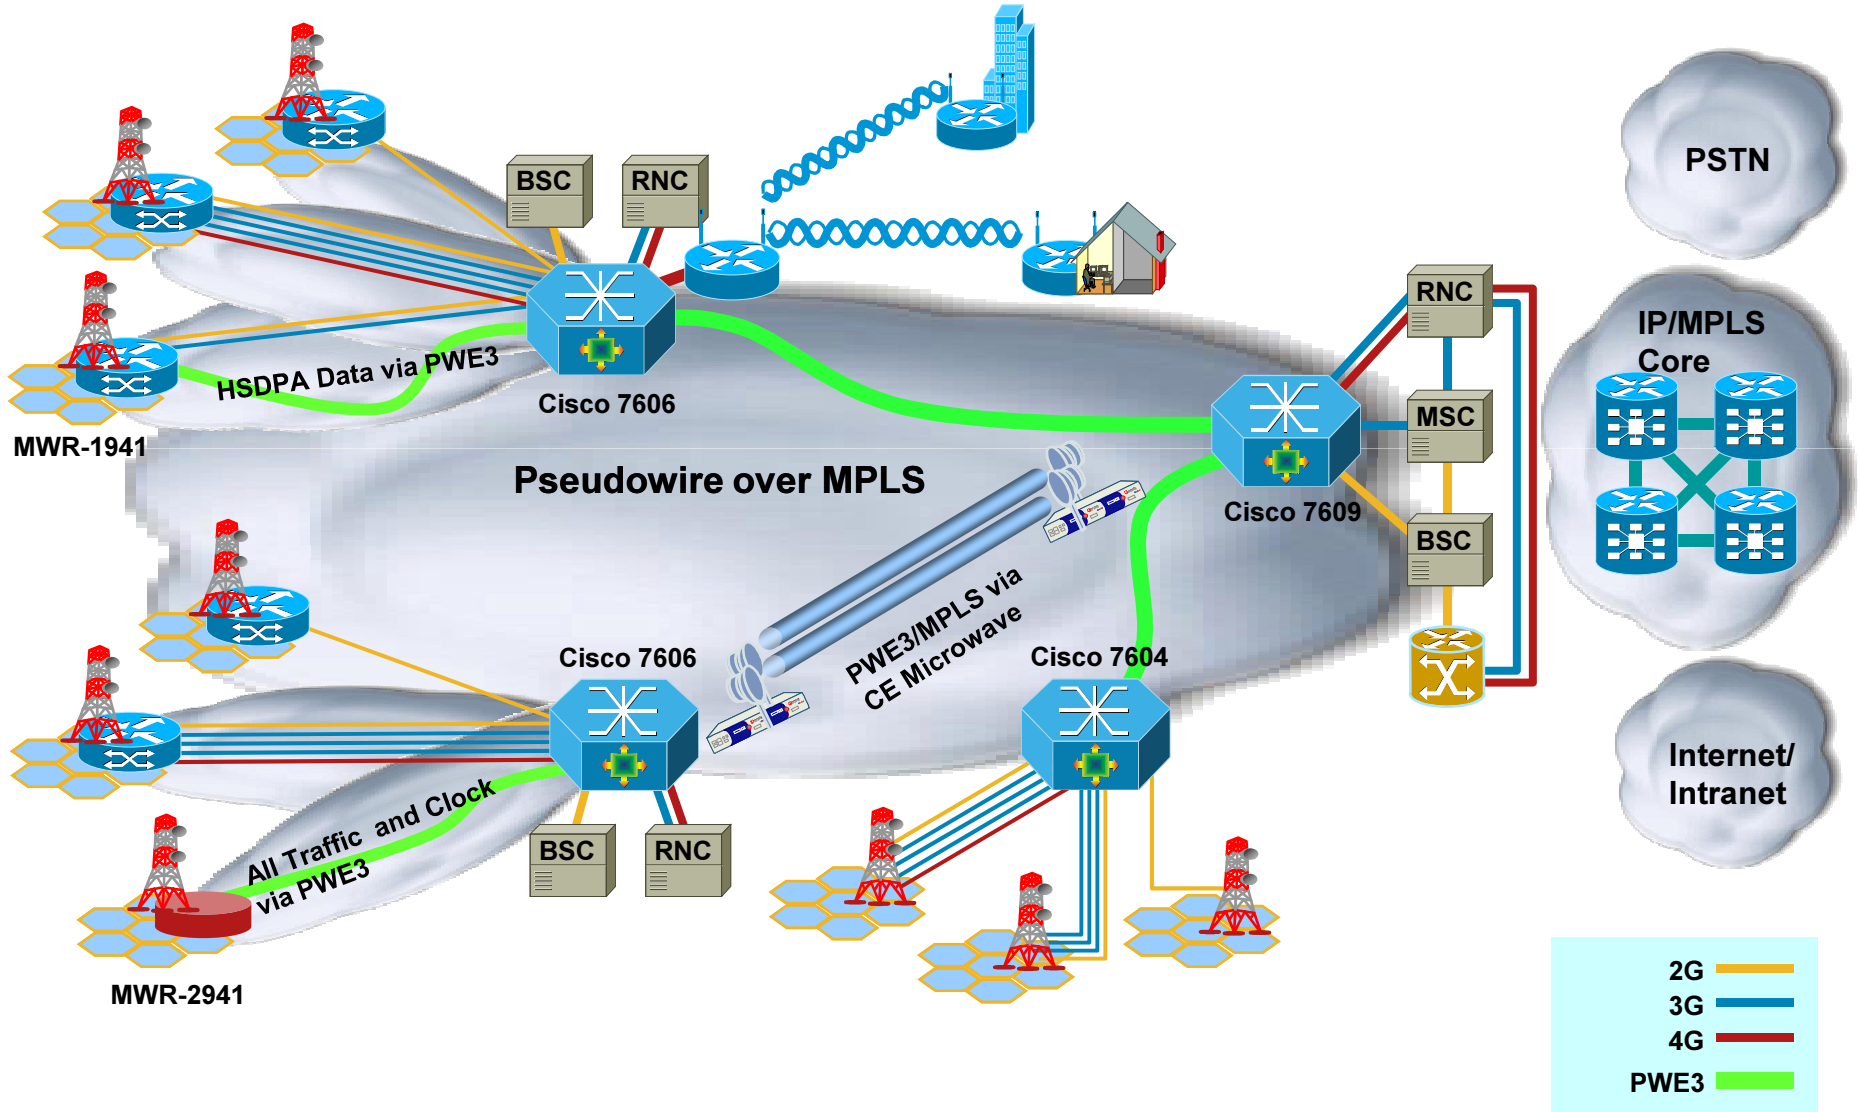 BSC
RNC
PSTN
RNC
IP/MPLS
Core
HSDPA Data via PWE3
Cisco 7606
MSC
MWR-1941
Pseudowire over MPLS
Cisco 7609
BSC
PWE3/MPLS via
CE Microwave
Cisco 7606
Cisco 7604
Internet/
Intranet
All Traffic and Clock
via PWE3
BSC
RNC
MWR-2941
2G
3G
4G
PWE3